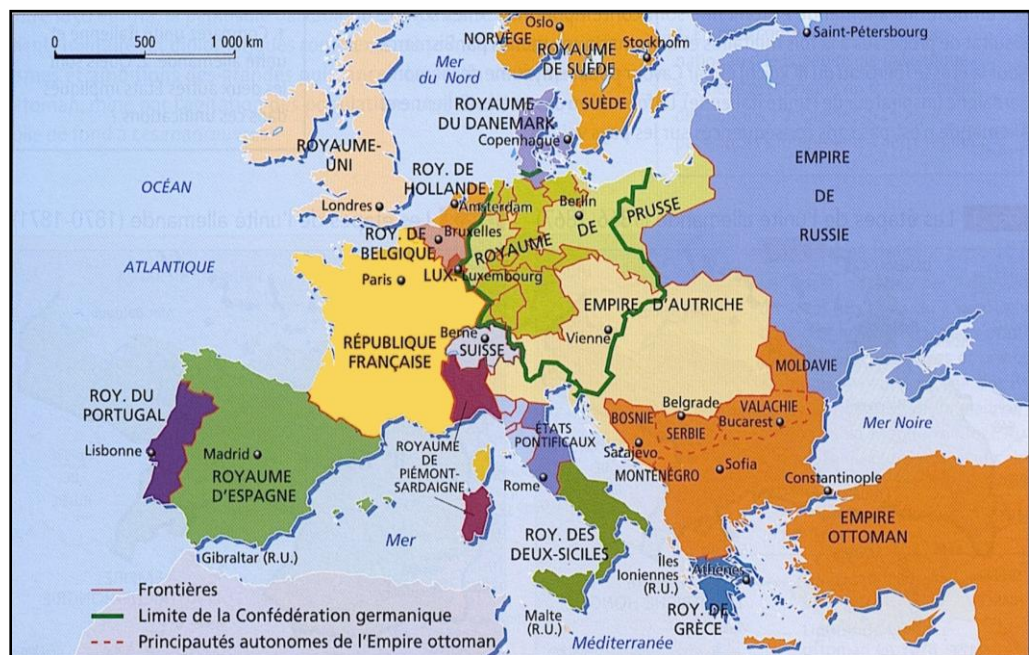 0 500 1 000 km
Oslo
NORVÈGE
ROYAUME
DE SUÈDE
Stockholm
Saint-Pétersbourg
Mer
du Nord
SUÈDE
ROYAUME
DU DANEMARK
Copenhague
ROYAUME-
UNI
ROY. DE
HOLLANDE
EMPIRE
DE
RUSSIE
OCÉAN
ATLANTIQUE
Londres
Amsterdam
Berlin
PRUSSE
DE
ROYAUME
ROY. DE
BELGIQUE
Bruxelles
LUX.
Luxembourg
Paris
EMPIRE D'AUTRICHE
Vienne
Berne
SUISSE
RÉPUBLIQUE
FRANÇAISE
MOLDAVIE
ROY. DU
PORTUGAL
Lisbonne
Madrid
ROYAUME
D'ESPAGNE
Gibraltar (R.U.)
ROYAUME
DE
PIÉMONT-
SARDAIGNE
ÉTATS
PONTIFICAUX
Rome
BOSNIE
Belgrade
SERBIE
VALACHIE
Bucarest
Sarajevo
MONTÉNÉGRO
Sofia
Mer Noire
Constantinople
EMPIRE
OTTOMAN
Mer
ROY. DES
DEUX-SICILES
Îles
Ioniennes
(R.U.)
Athènes
ROY. DE
GRÈCE
Malte
(R.U.)
Méditerranée
Frontières
Limite de la Confédération germanique
Principautés autonomes de l'Empire ottoman